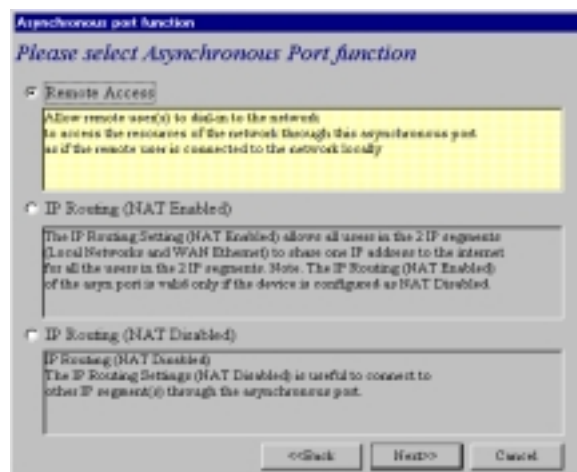 Asynchronous port function
Please select Asynchronous Port function
Remote Access
Allow remote user(s) to dial-in to the network
to access the resources of the network through this asynchronous port
as if the remote user is connected to the network locally
IP Routing (NAT Enabled)
The IP Routing Setting (NAT Enabled) allows all users in the 2 IP segments
(Local Networks and WAN Ethernet) to share one IP address to the internet
for all the users in the 2 IP segments. Note. The IP Routing (NAT Enabled)
of the asyn port is valid only if the device is configured as NAT Disabled.
IP Routing (NAT Disabled)
IP Routing (NAT Disabled)
The IP Routing Settings (NAT Disabled) is useful to connect to
other IP segment(s) through the asynchronous port.
<<Back Next>> Cancel